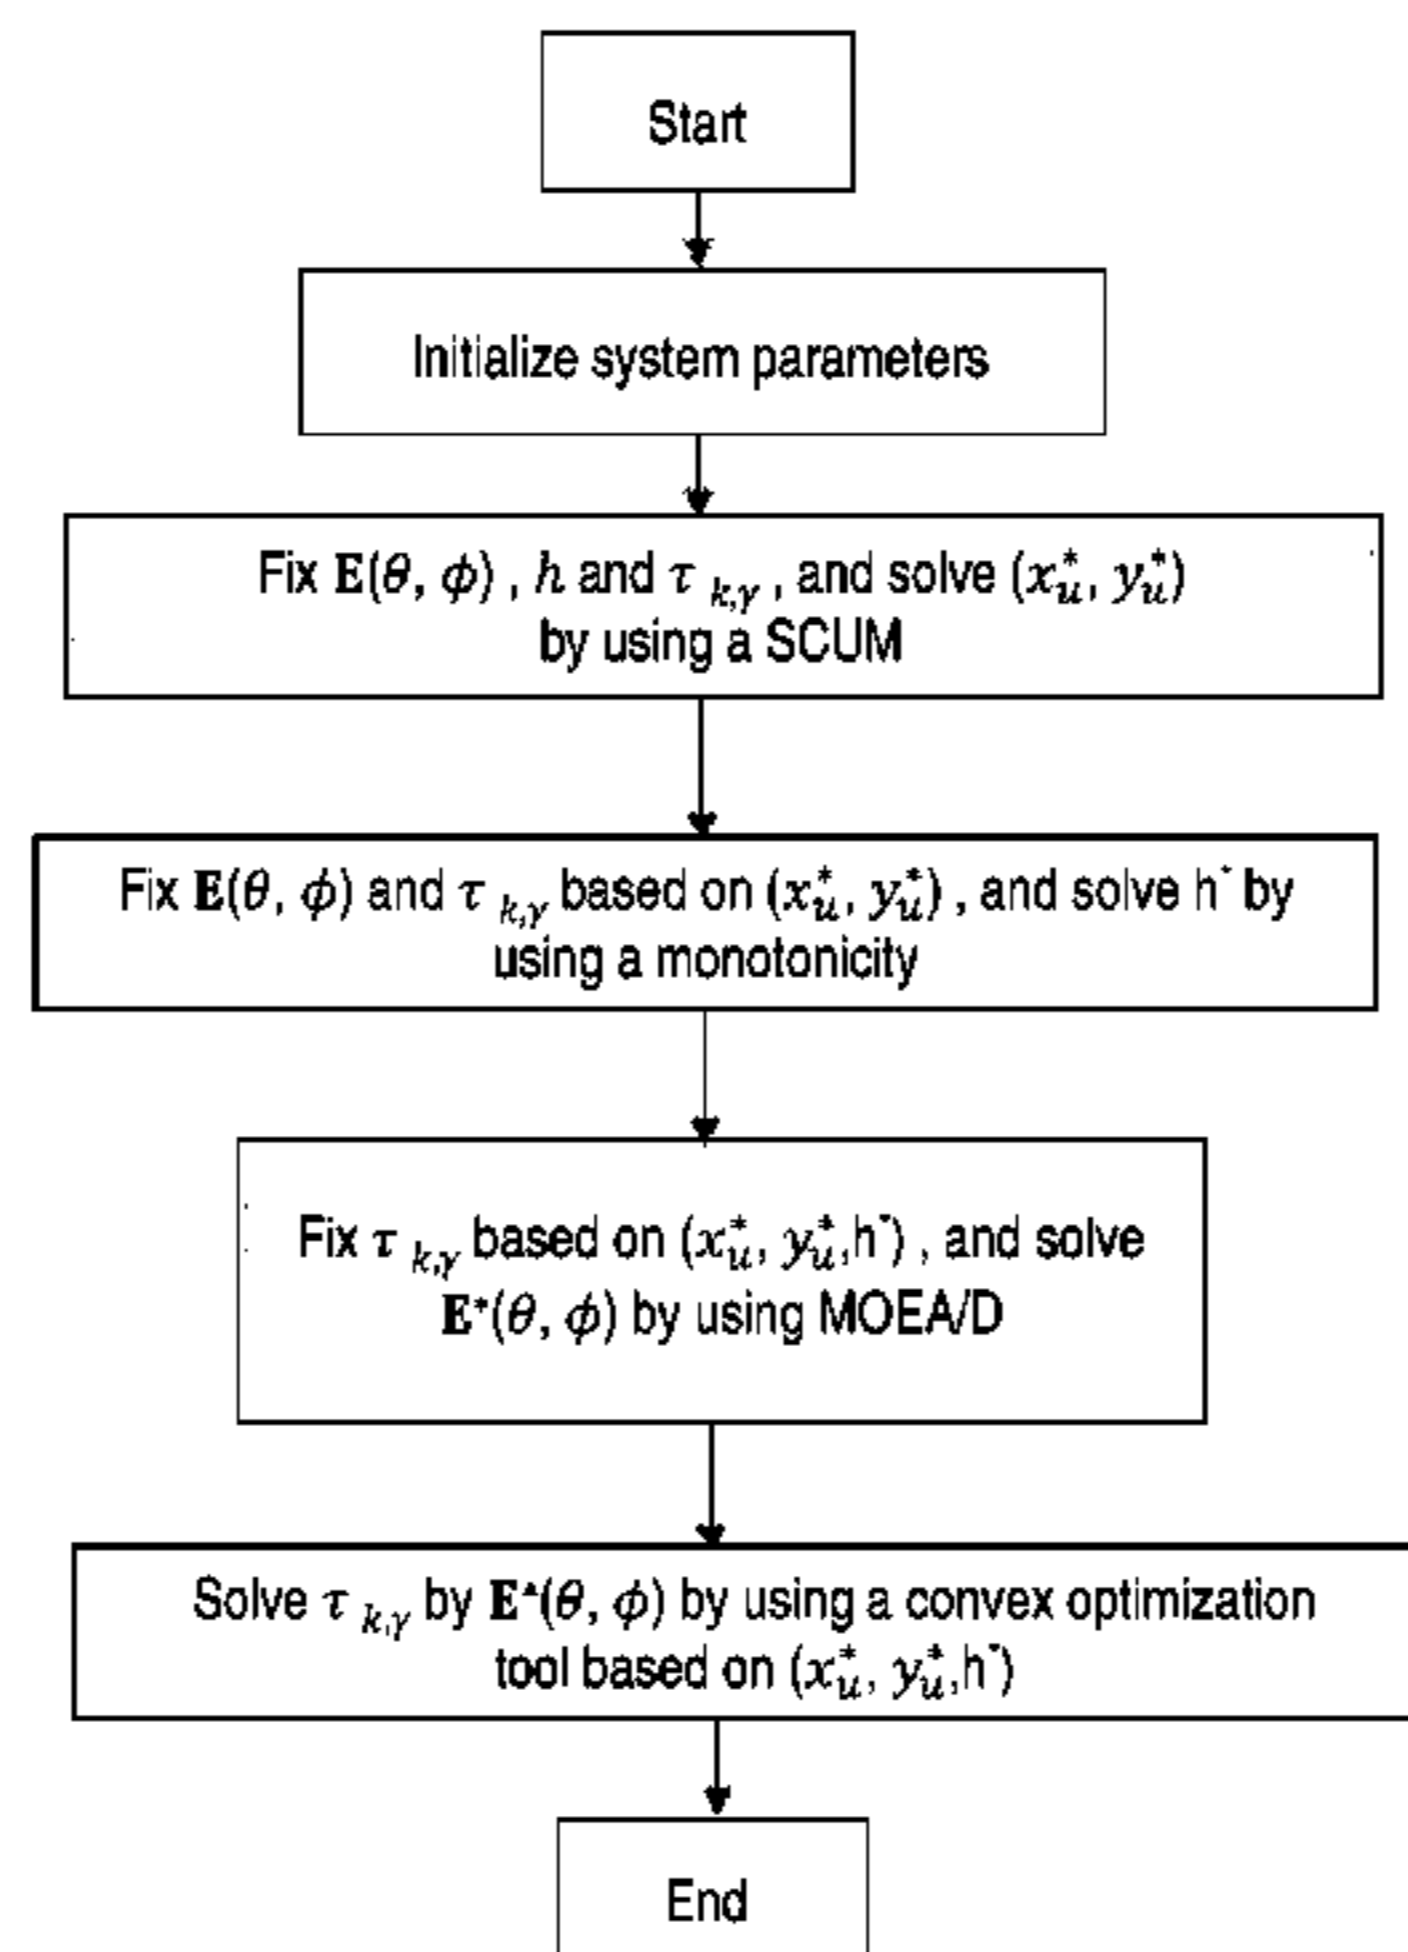 Start
Initialize system parameters
Fix E(θ, ϕ) , h and τ k,γ , and solve (x*u, y*u)
by using a SCUM
Fix E(θ, ϕ) and τ k,γ based on (x*u, y*u) , and solve h* by
using a monotonicity
Fix τ k,γ based on (x*u, y*u,h*) , and solve
E*(θ, ϕ) by using MOEA/D
Solve τ k,γ by E*(θ, ϕ) by using a convex optimization
tool based on (x*u, y*u,h*)
End